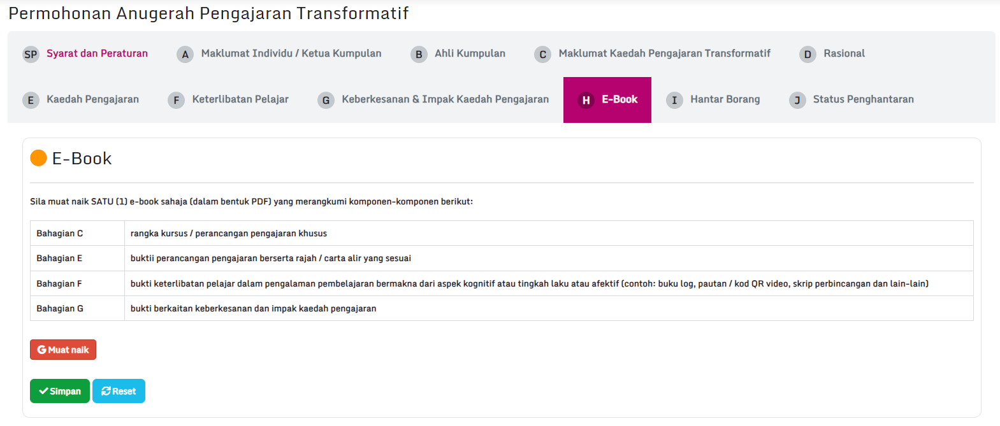 Permohonan Anugerah Pengajaran Transformatif
SP Syarat dan Peraturan A Maklumat Individu / Ketua Kumpulan B Ahli Kumpulan C Maklumat Kaedah Pengajaran Transformatif D Rasional
E Kaedah Pengajaran F Keterlibatan Pelajar G Keberkesanan & Impak Kaedah Pengajaran H E-Book I Hantar Borang J Status Penghantaran
E-Book
Sila muat naik SATU (1) e-book sahaja (dalam bentuk PDF) yang merangkumi komponen-komponen berikut:
Bahagian C rangka kursus / perancangan pengajaran khusus
Bahagian E buktii perancangan pengajaran berserta rajah / carta alir yang sesuai
Bahagian F bukti keterlibatan pelajar dalam pengalaman pembelajaran bermakna dari aspek kognitif atau tingkah laku atau afektif (contoh: buku log, pautan / kod QR video, skrip perbincangan dan lain-lain)
Bahagian G bukti berkaitan keberkesanan dan impak kaedah pengajaran
G Muat naik
Simpan Reset